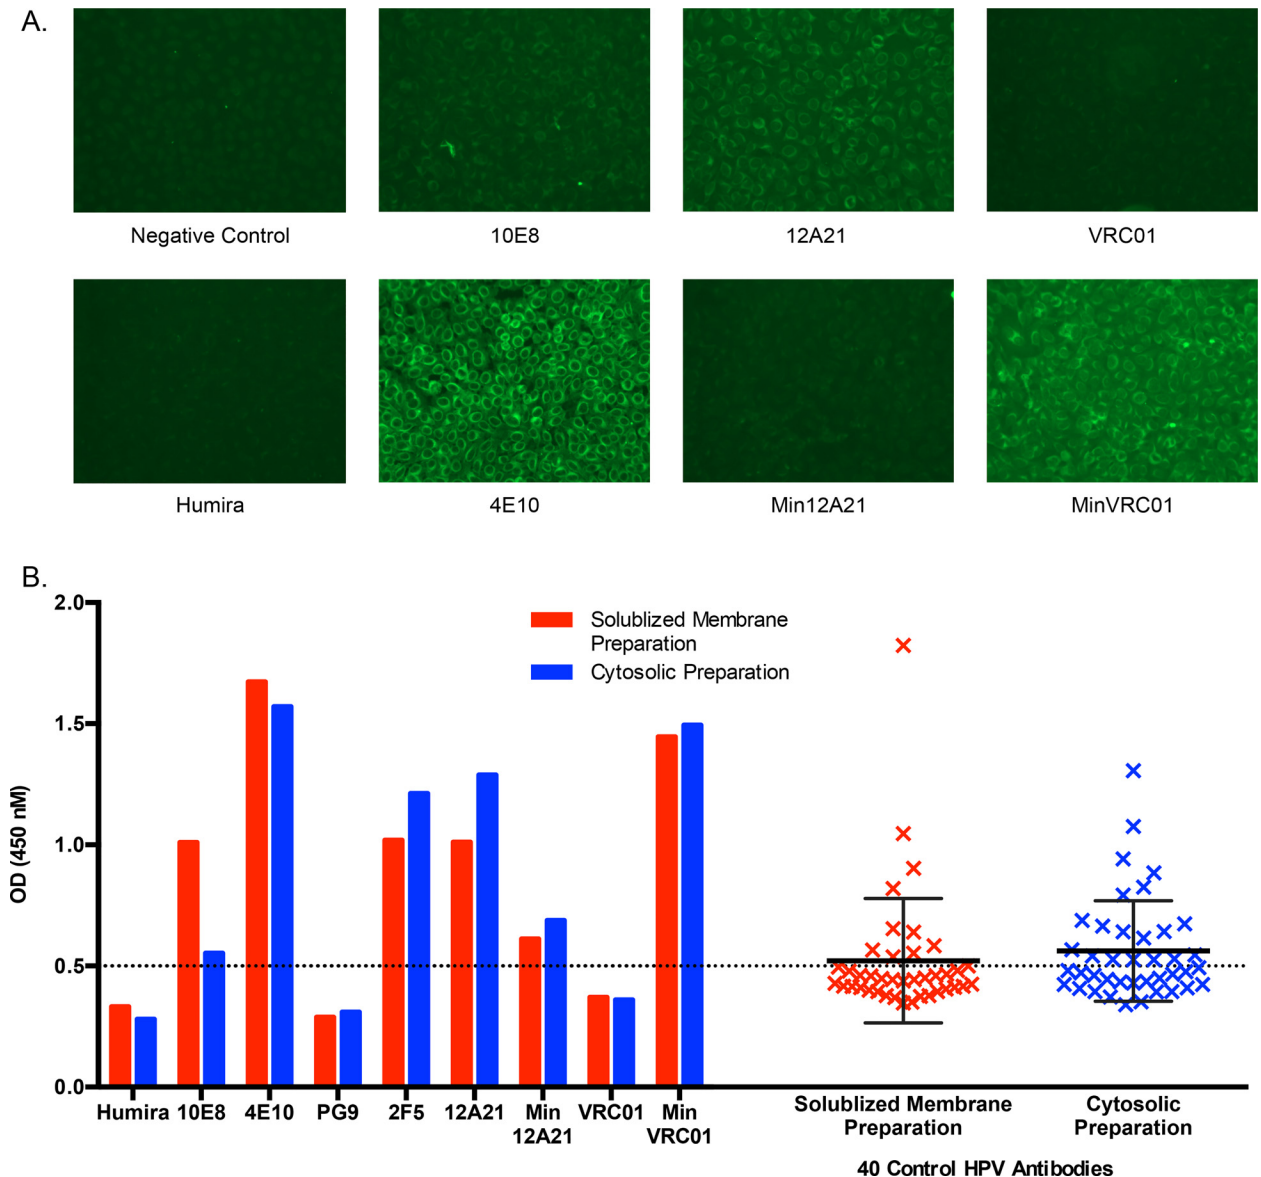 A.
Negative Control
10E8
12A21
VRC01
Humira
4E10
Min12A21
MinVRC01
B.
OD (450 nM)
2.0
1.5
1.0
0.5
0.0
Solublized Membrane
Preparation
Cytosolic Preparation
Humira 10E8 4E10 PG9 2F5 12A21 Min VRC01 Min
12A21 VRC01
Solublized Membrane
Preparation
Cytosolic
Preparation
40 Control HPV Antibodies